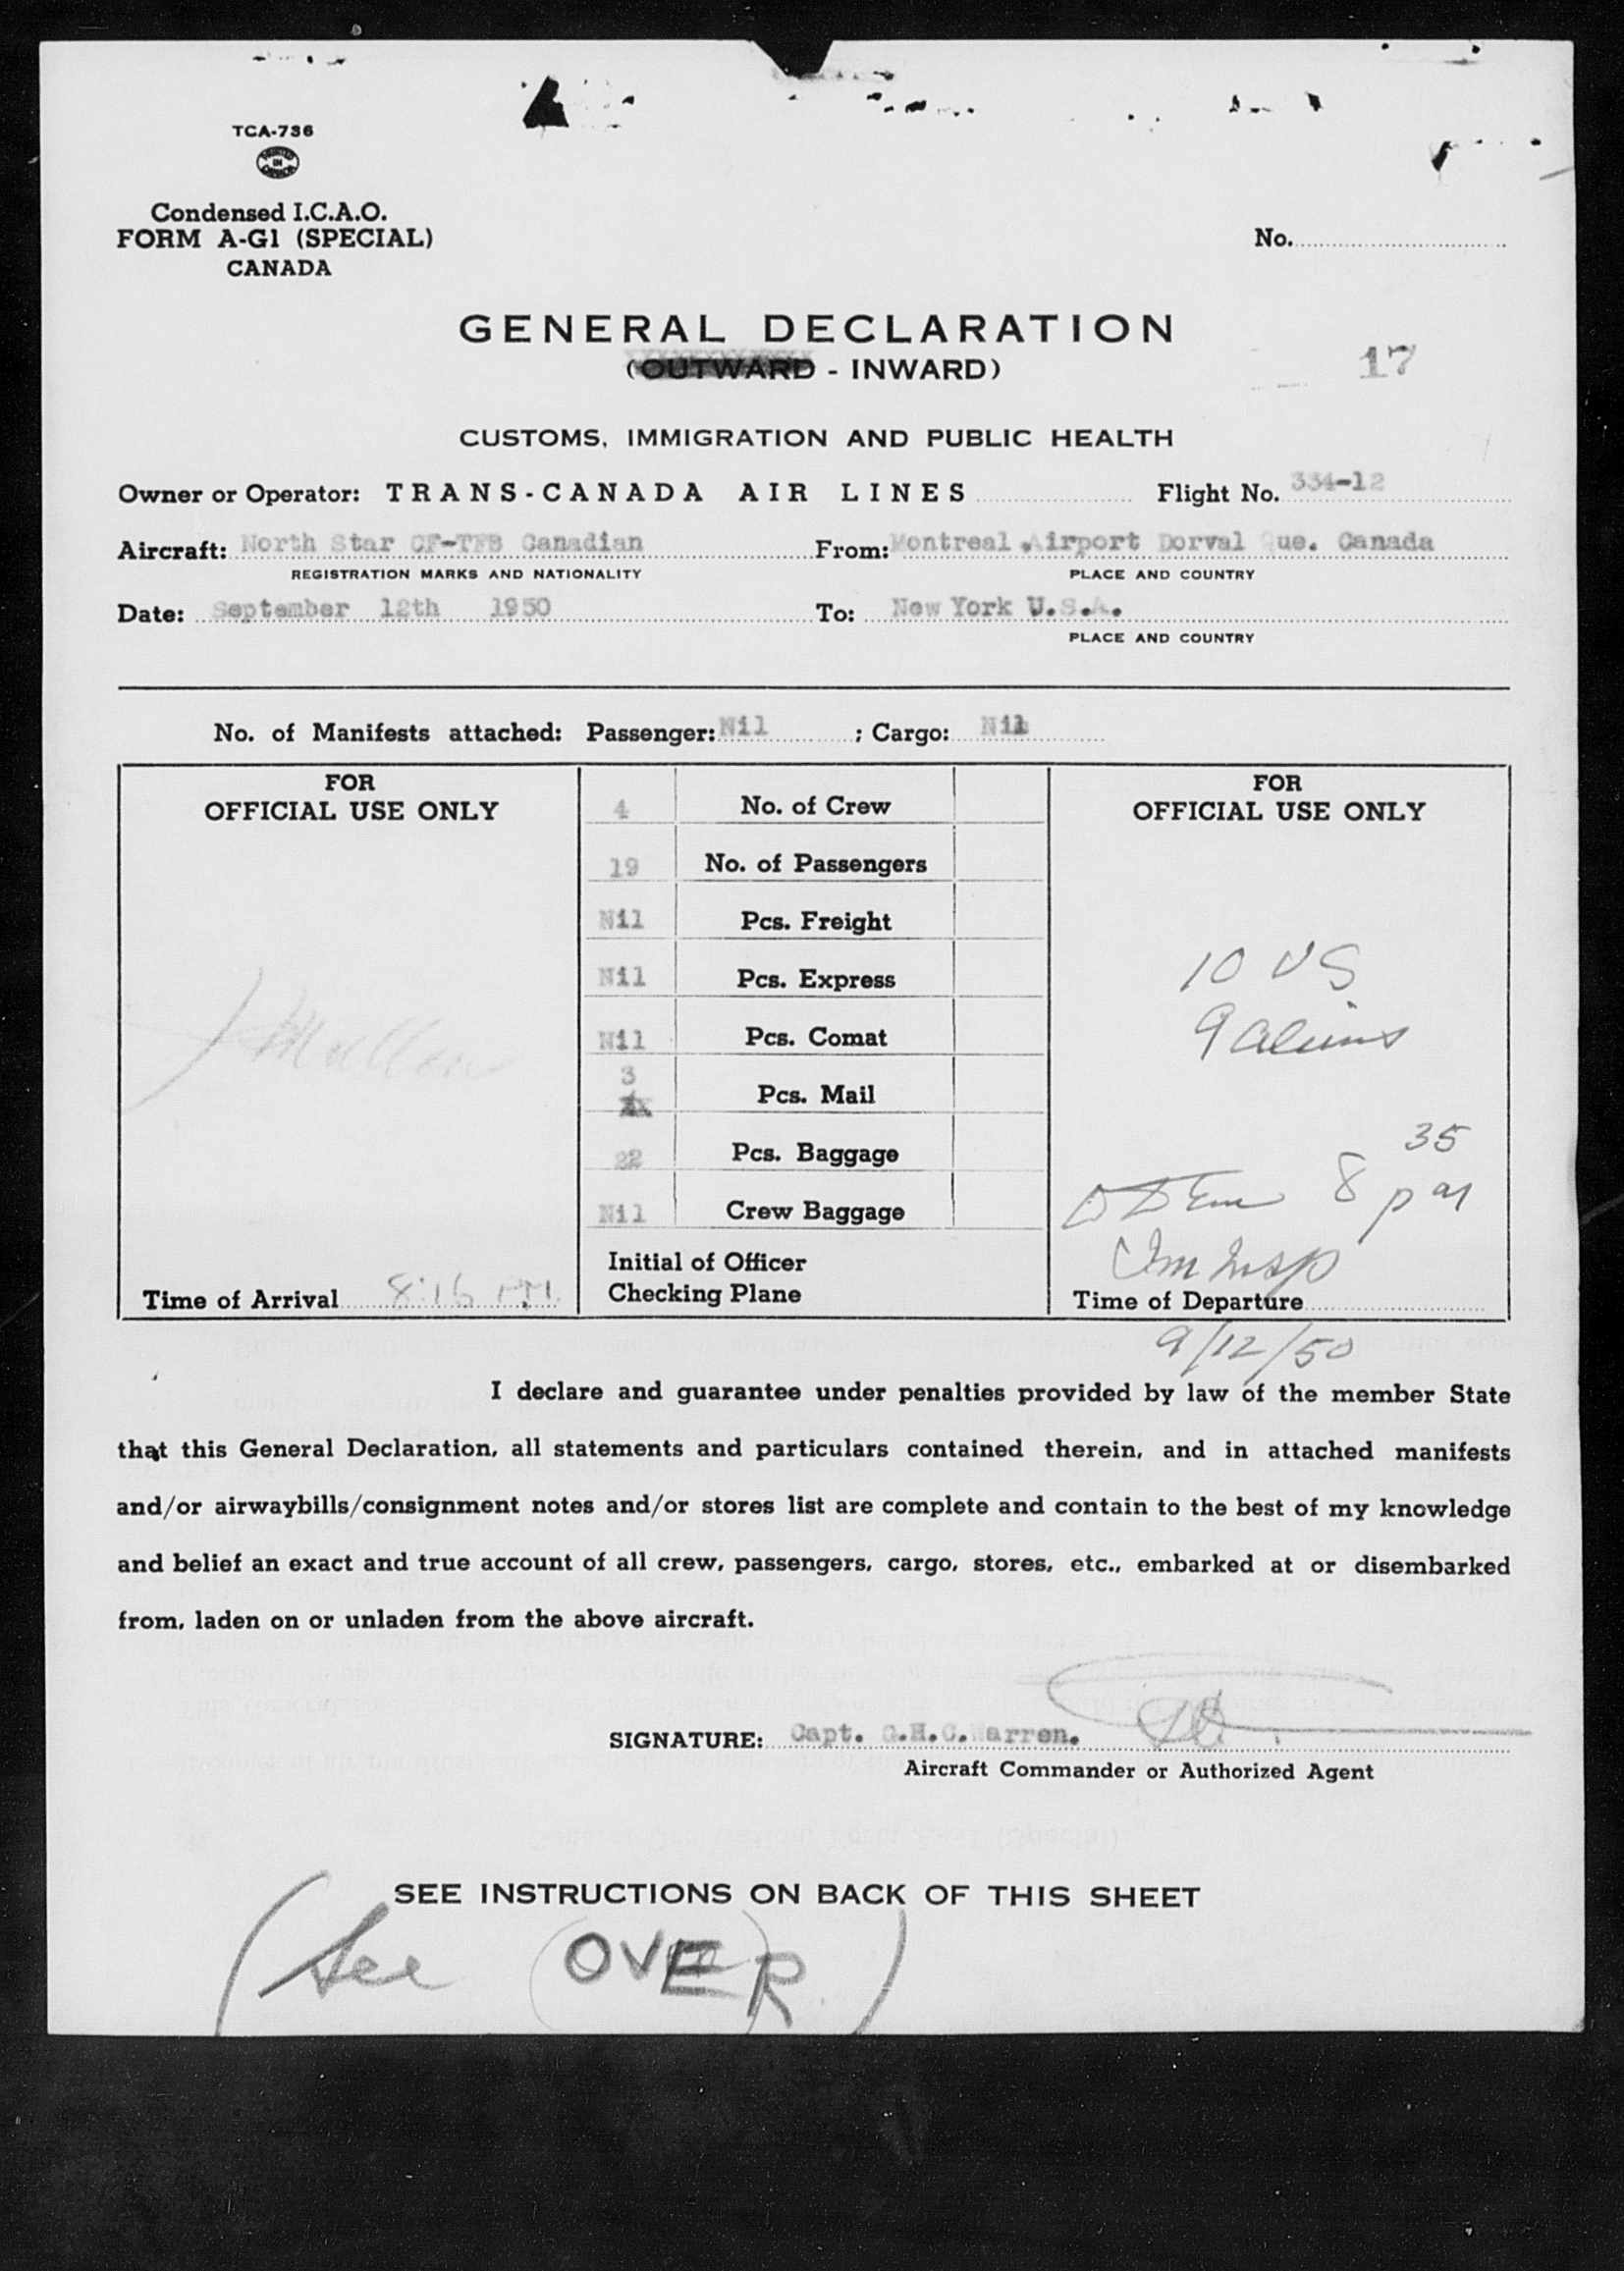 TCA-736
Condensed I.C.A.O.
FORM A-G1 (SPECIAL)
CANADA
No.
GENERAL DECLARATION
(OUTWARD - INWARD)
17
CUSTOMS, IMMIGRATION AND PUBLIC HEALTH
Owner or Operator: TRANS-CANADA AIR LINES Flight No. 334-12
Aircraft: North Star CF-TFB Canadian From: Montreal Airport Dorval Que. Canada
REGISTRATION MARKS AND NATIONALITY PLACE AND COUNTRY
Date: September 12th 1950 To: New York U.S.A.
PLACE AND COUNTRY
No. of Manifests attached: Passenger: Nil ; Cargo: Nil
FOR
OFFICIAL USE ONLY
Mullen
Time of Arrival 8:16 PM.
4 No. of Crew
19 No. of Passengers
Nil Pcs. Freight
Nil Pcs. Express
Nil Pcs. Comat
3 Pcs. Mail
22 Pcs. Baggage
Nil Crew Baggage
Initial of Officer
Checking Plane
FOR
OFFICIAL USE ONLY
10 US
9 aliens
8 35 pm
Im Insp
Time of Departure
9/12/50
I declare and guarantee under penalties provided by law of the member State
that this General Declaration, all statements and particulars contained therein, and in attached manifests
and/or airwaybills/consignment notes and/or stores list are complete and contain to the best of my knowledge
and belief an exact and true account of all crew, passengers, cargo, stores, etc., embarked at or disembarked
from, laden on or unladen from the above aircraft.
SIGNATURE: Capt. G.H.C.Warren.
Aircraft Commander or Authorized Agent
SEE INSTRUCTIONS ON BACK OF THIS SHEET
(See OVER)